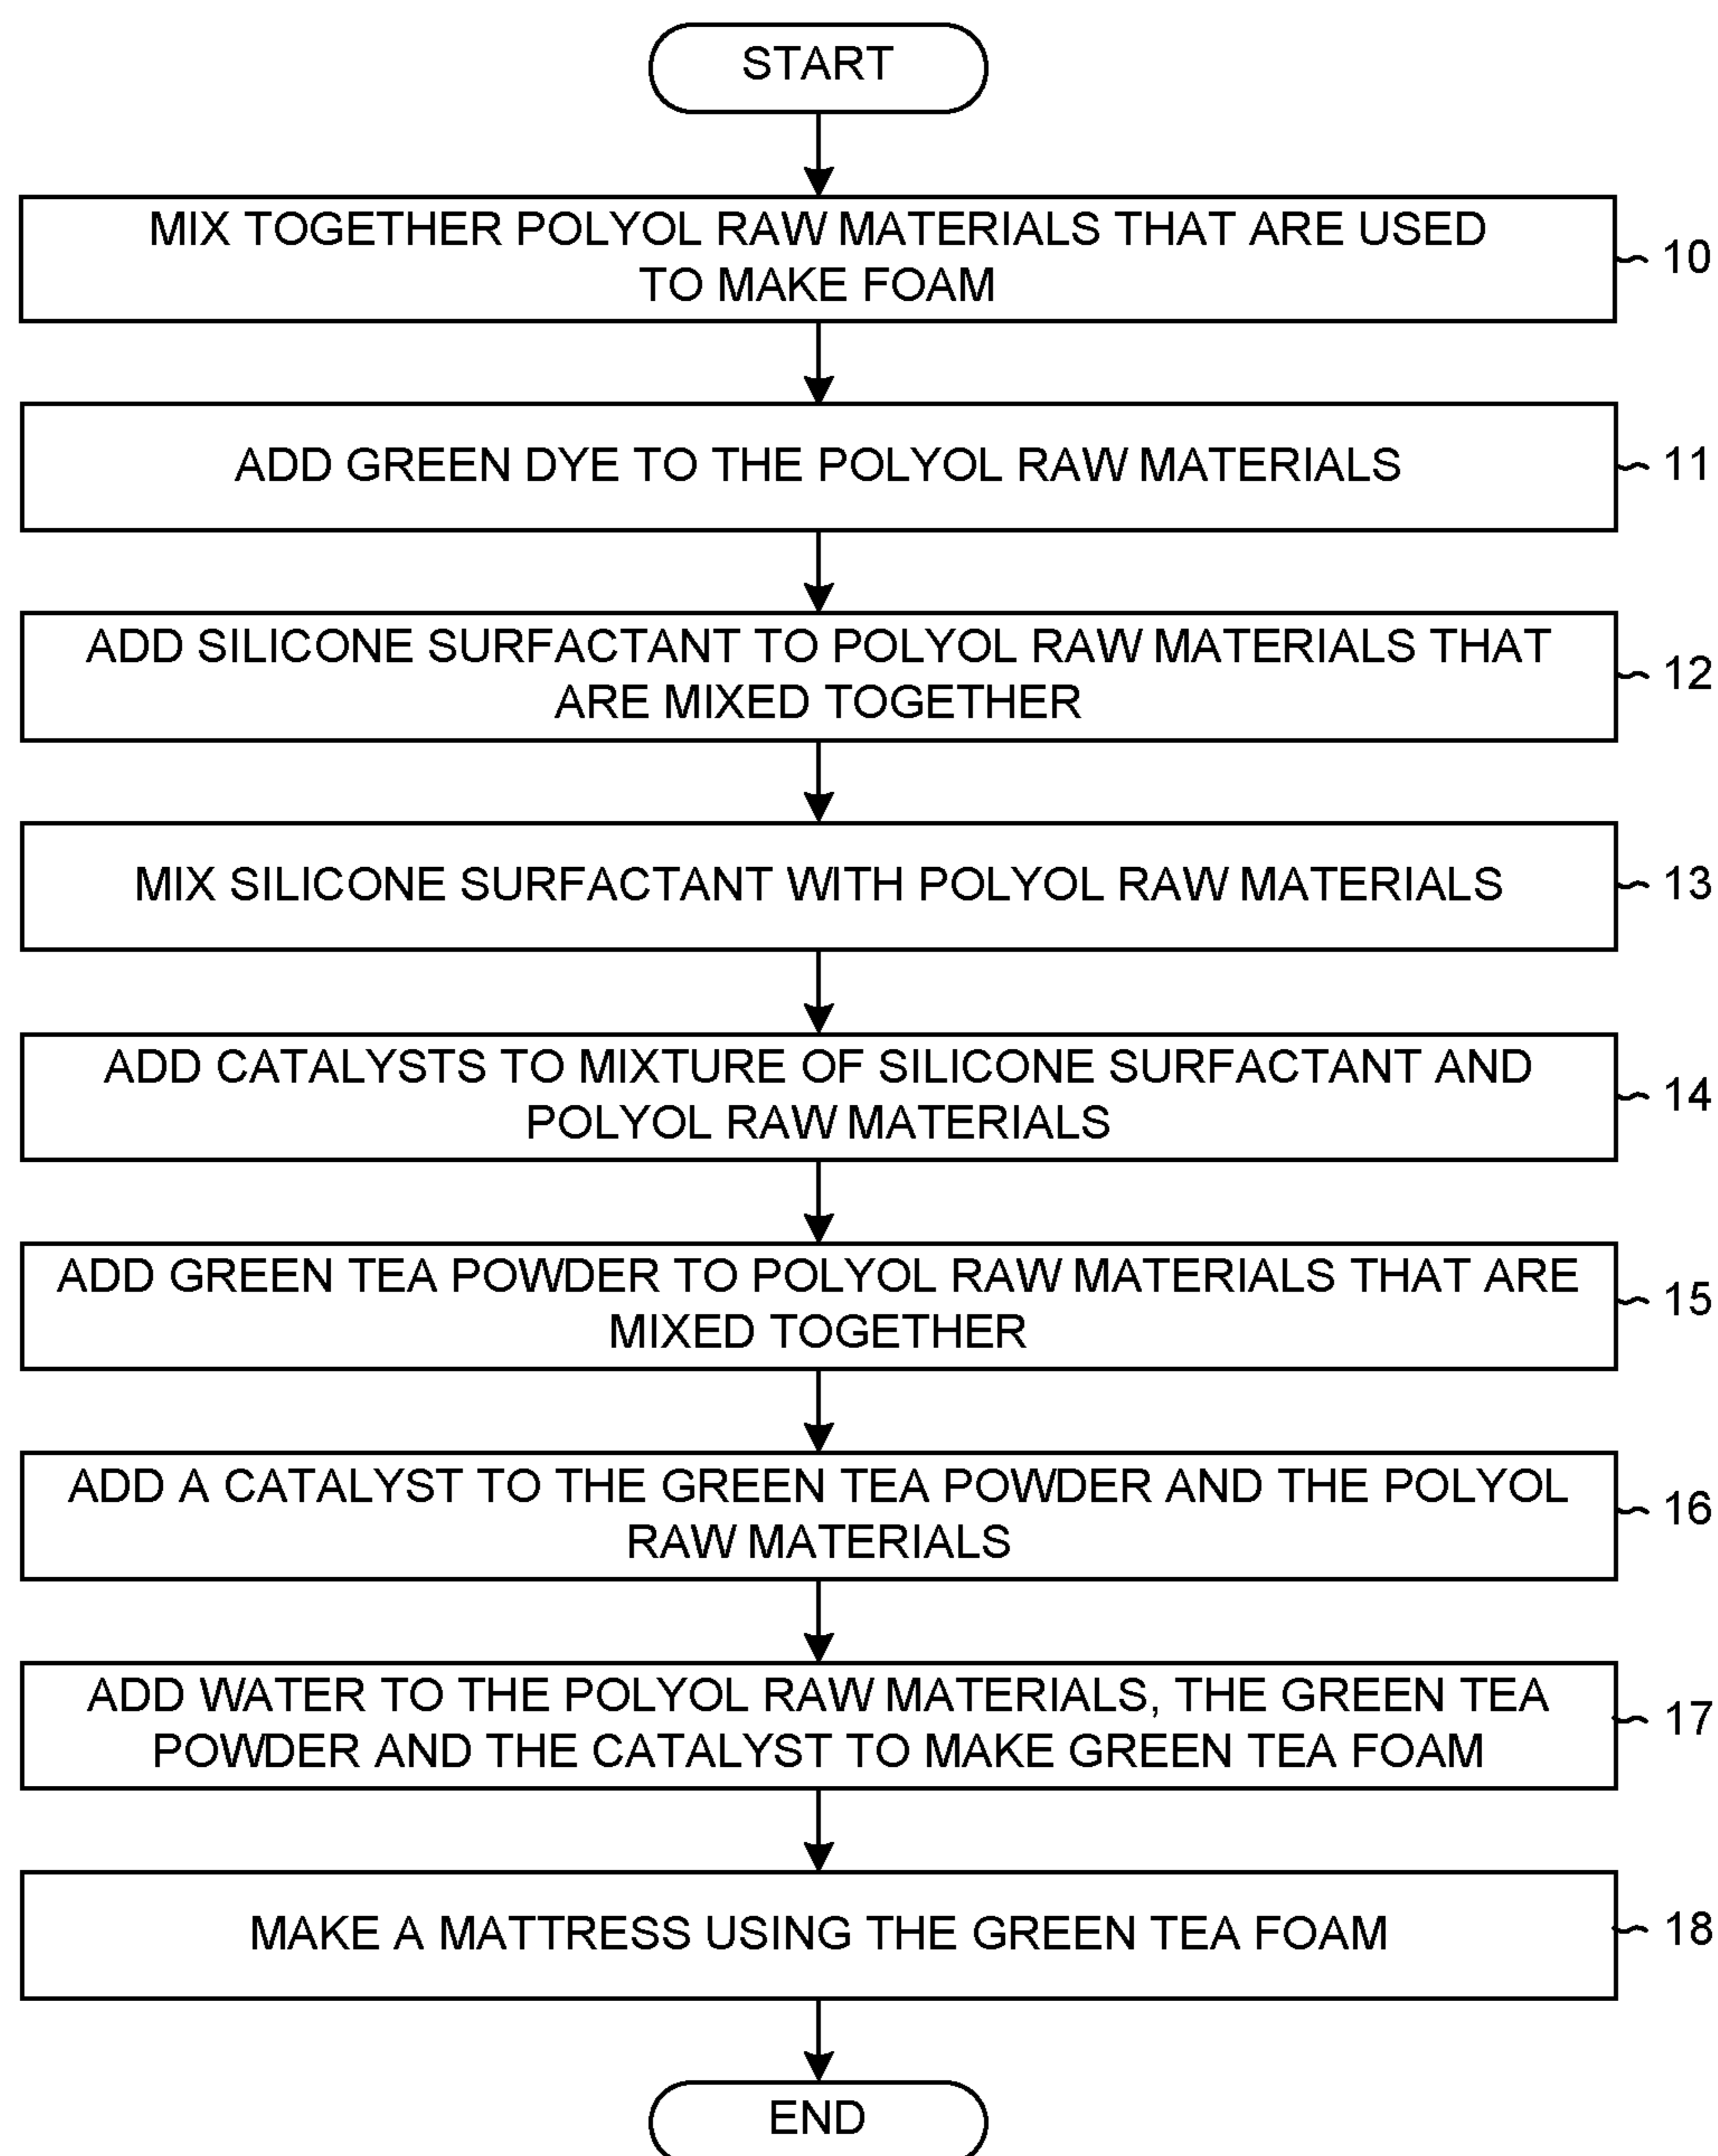 START
MIX TOGETHER POLYOL RAW MATERIALS THAT ARE USED
TO MAKE FOAM
10
ADD GREEN DYE TO THE POLYOL RAW MATERIALS
11
ADD SILICONE SURFACTANT TO POLYOL RAW MATERIALS THAT
ARE MIXED TOGETHER
12
MIX SILICONE SURFACTANT WITH POLYOL RAW MATERIALS
13
ADD CATALYSTS TO MIXTURE OF SILICONE SURFACTANT AND
POLYOL RAW MATERIALS
14
ADD GREEN TEA POWDER TO POLYOL RAW MATERIALS THAT ARE
MIXED TOGETHER
15
ADD A CATALYST TO THE GREEN TEA POWDER AND THE POLYOL
RAW MATERIALS
16
ADD WATER TO THE POLYOL RAW MATERIALS, THE GREEN TEA
POWDER AND THE CATALYST TO MAKE GREEN TEA FOAM
17
MAKE A MATTRESS USING THE GREEN TEA FOAM
18
END